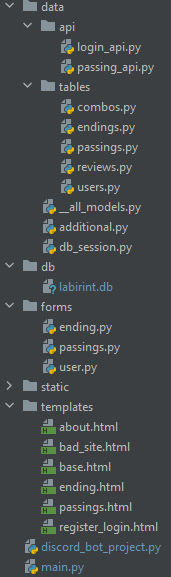 data
api
login_api.py
passing_api.py
tables
combos.py
endings.py
passings.py
reviews.py
users.py
__all_models.py
additional.py
db_session.py
db
labirint.db
forms
ending.py
passings.py
user.py
static
templates
about.html
bad_site.html
base.html
ending.html
passings.html
register_login.html
discord_bot_project.py
main.py